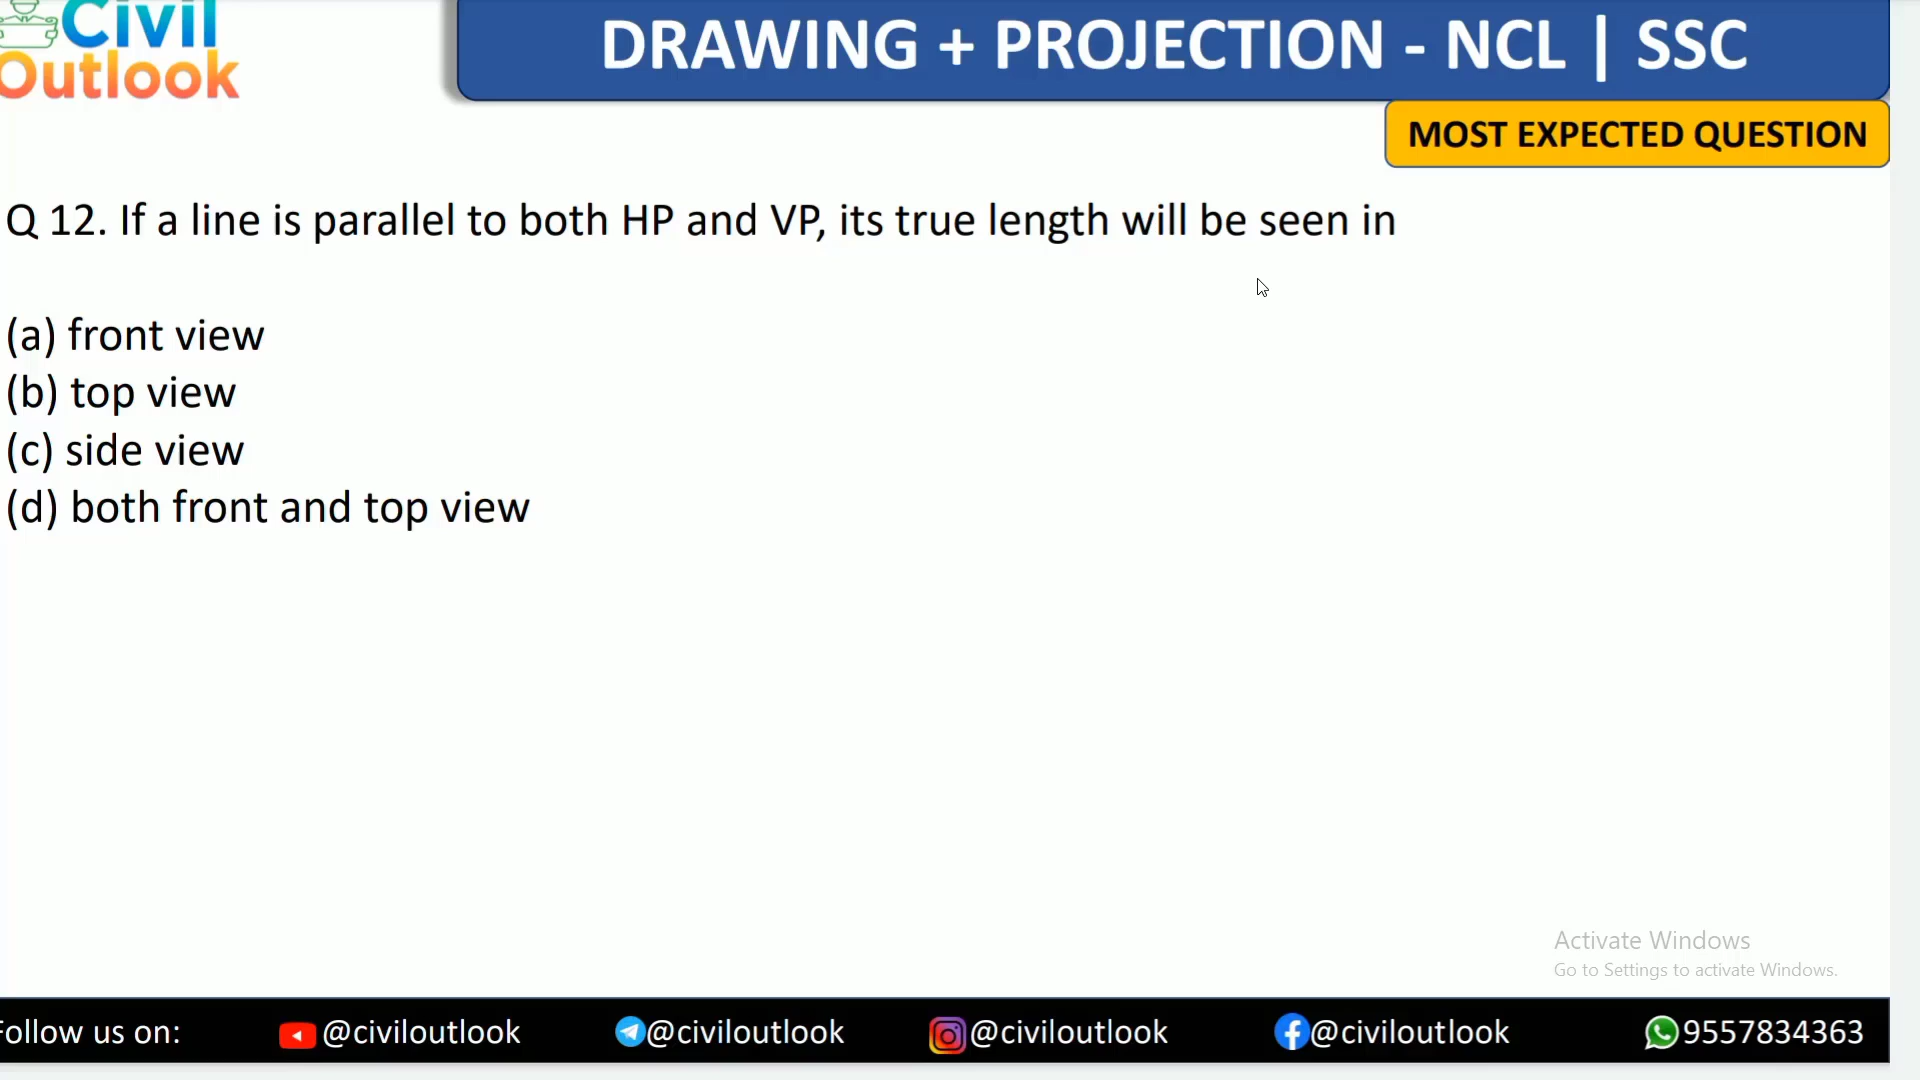 Civil
Outlook
DRAWING + PROJECTION - NCL | SSC
MOST EXPECTED QUESTION
Q 12. If a line is parallel to both HP and VP, its true length will be seen in
(a) front view
(b) top view
(c) side view
(d) both front and top view
Activate Windows
Go to Settings to activate Windows.
Follow us on: @civiloutlook @civiloutlook @civiloutlook @civiloutlook 9557834363